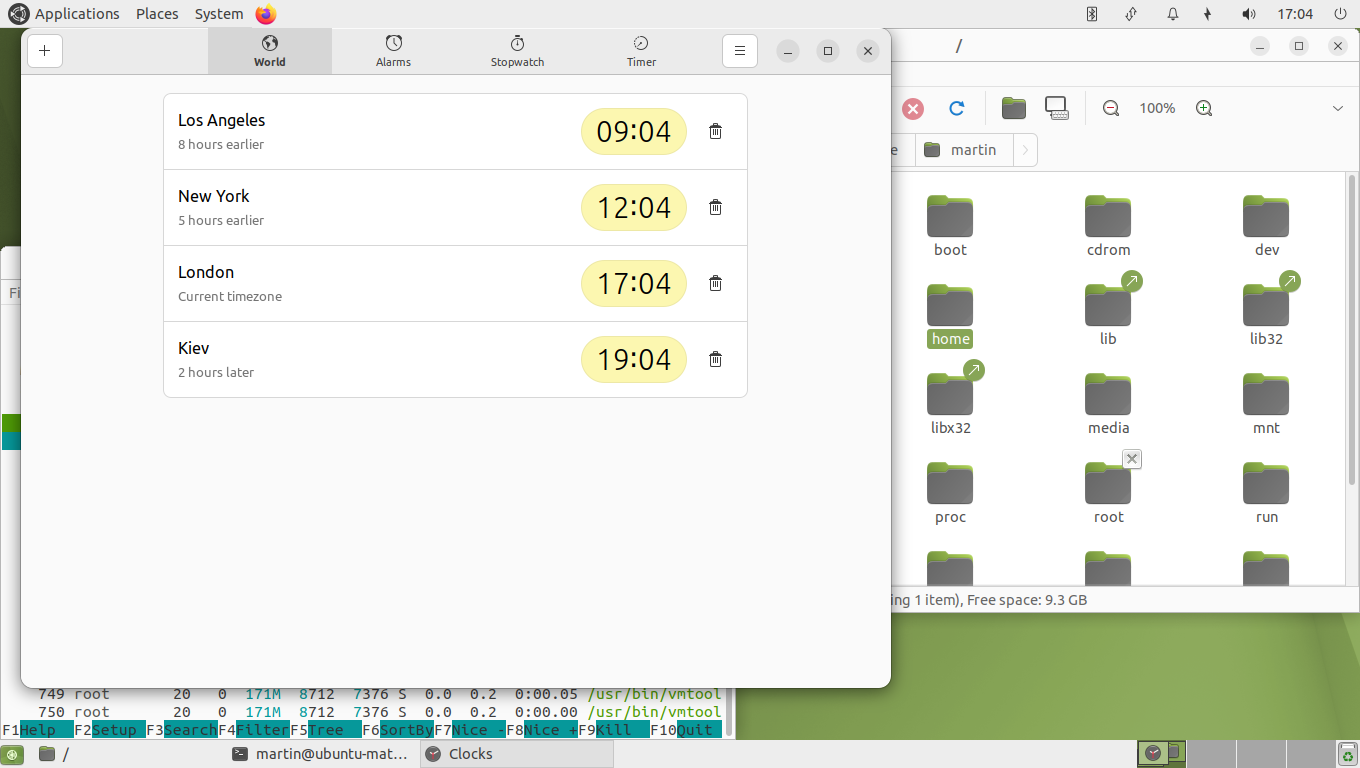 Applications Places System 17:04
World Alarms Stopwatch Timer
/
Los Angeles
8 hours earlier
09:04
New York
5 hours earlier
12:04
London
Current timezone
17:04
Kiev
2 hours later
19:04
100%
e martin
boot cdrom dev
home lib lib32
libx32 media mnt
proc root run
ing 1 item), Free space: 9.3 GB
Fi
749 root 20 0 171M 8712 7376 S 0.0 0.2 0:00.05 /usr/bin/vmtool
750 root 20 0 171M 8712 7376 S 0.0 0.2 0:00.00 /usr/bin/vmtool
F1Help F2Setup F3SearchF4FilterF5Tree F6SortByF7Nice -F8Nice +F9Kill F10Quit
/ martin@ubuntu-mat... Clocks